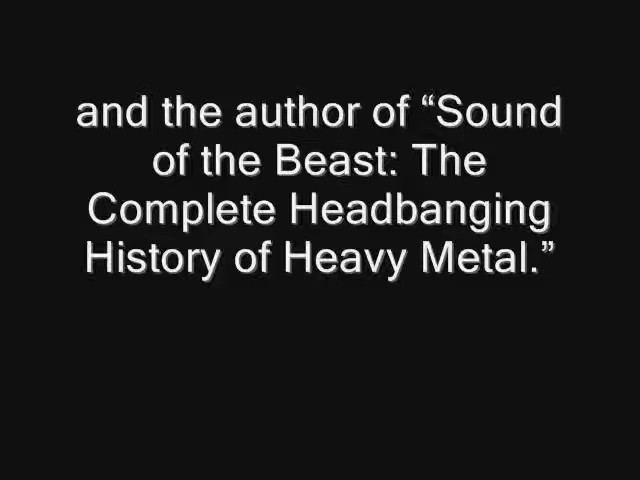 and the author of “Sound
of the Beast: The
Complete Headbanging
History of Heavy Metal.”